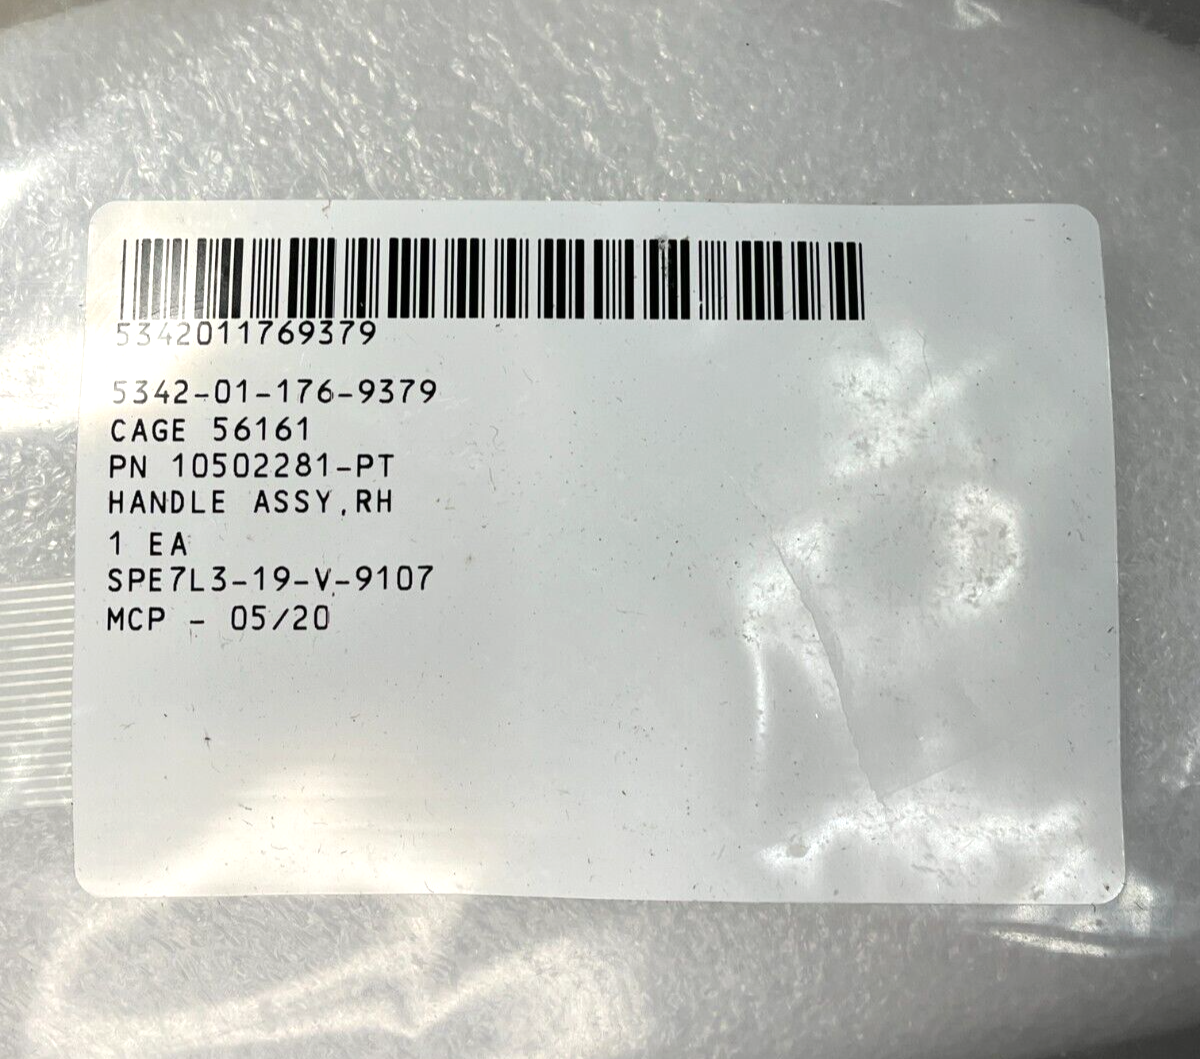 5342011769379
5342-01-176-9379
CAGE 56161
PN 10502281-PT
HANDLE ASSY,RH
1 EA
SPE7L3-19-V-9107
MCP - 05/20